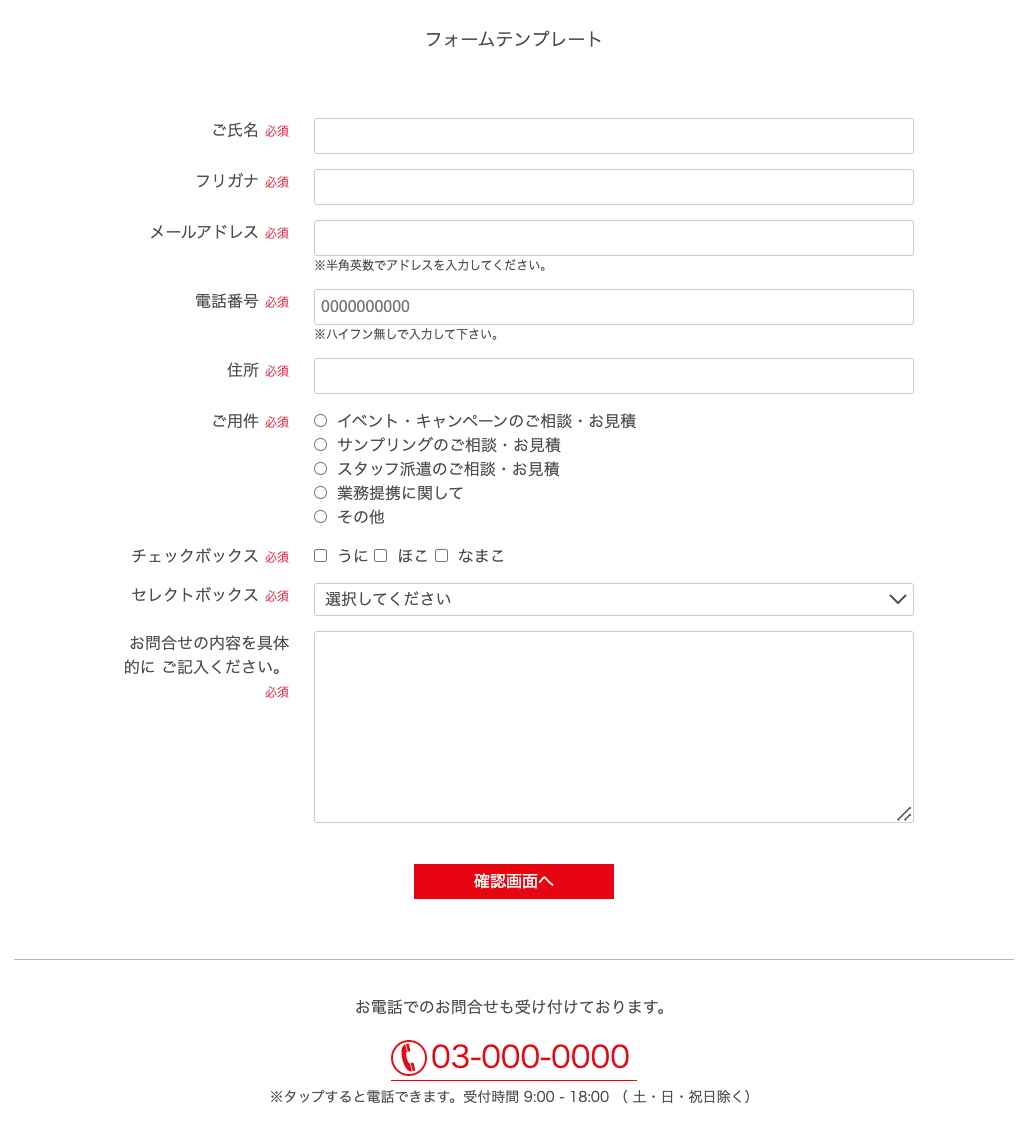 フォームテンプレート
ご氏名 必須
フリガナ 必須
メールアドレス 必須
※半角英数でアドレスを入力してください。
電話番号 必須
0000000000
※ハイフン無しで入力して下さい。
住所 必須
ご用件 必須
イベント・キャンペーンのご相談・お見積
サンプリングのご相談・お見積
スタッフ派遣のご相談・お見積
業務提携に関して
その他
チェックボックス 必須
うに ほこ なまこ
セレクトボックス 必須
選択してください
お問合せの内容を具体
的に ご記入ください。
必須
確認画面へ
お電話でのお問合せも受け付けております。
03-000-0000
※タップすると電話できます。受付時間 9:00 - 18:00 （ 土・日・祝日除く）